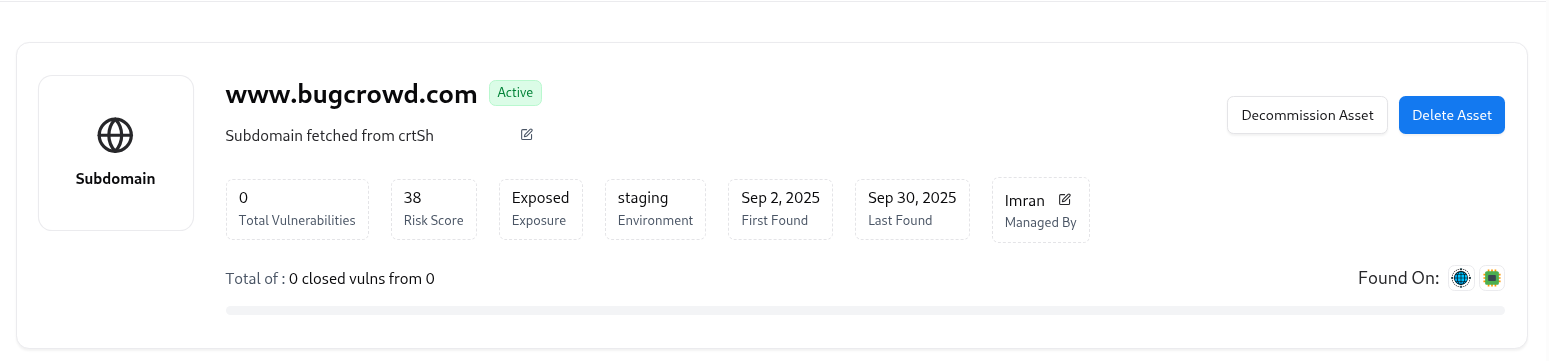 www.bugcrowd.com Active
Subdomain fetched from crtSh
Decommission Asset Delete Asset
Subdomain
0
Total Vulnerabilities
38
Risk Score
Exposed
Exposure
staging
Environment
Sep 2, 2025
First Found
Sep 30, 2025
Last Found
Imran
Managed By
Total of : 0 closed vulns from 0
Found On: